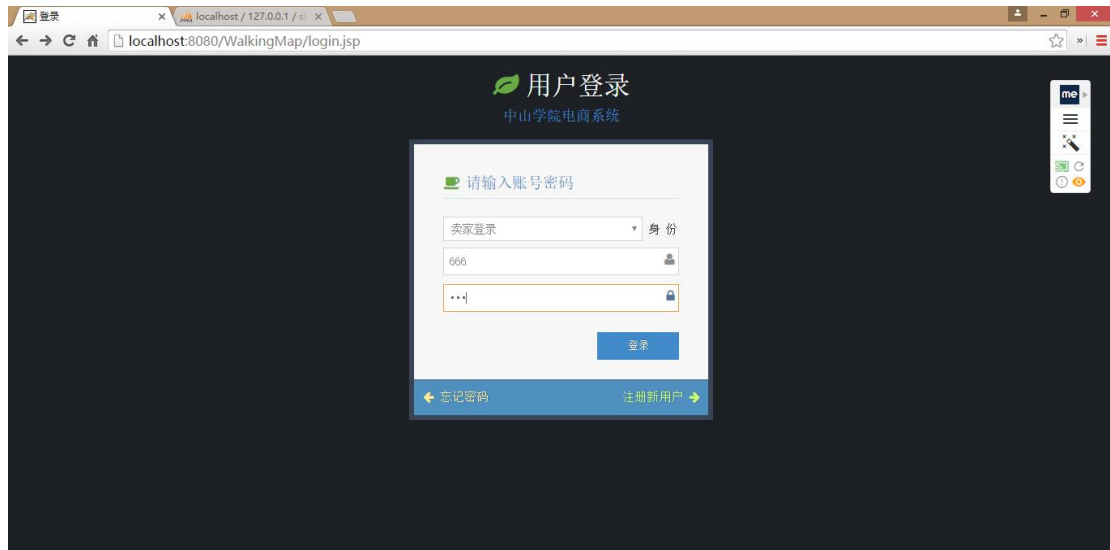 登录
localhost / 127.0.0.1 / s
localhost:8080/WalkingMap/login.jsp
用户登录
中山学院电商系统
me
请输入账号密码
卖家登录 身 份
666
•••
登录
忘记密码 注册新用户